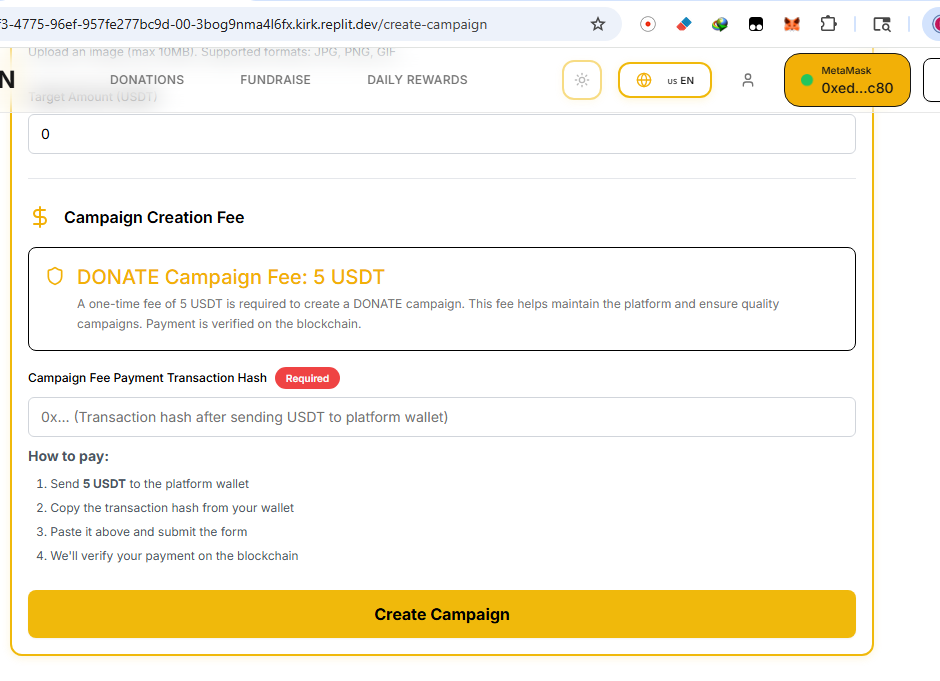 f3-4775-96ef-957fe277bc9d-00-3bog9nma4l6fx.kirk.replit.dev/create-campaign
Upload an image (max 10MB). Supported formats: JPG, PNG, GIF
N
DONATIONS
FUNDRAISE
DAILY REWARDS
us EN
MetaMask
0xed...c80
Target Amount (USDT)
0
Campaign Creation Fee
DONATE Campaign Fee: 5 USDT
A one-time fee of 5 USDT is required to create a DONATE campaign. This fee helps maintain the platform and ensure quality
campaigns. Payment is verified on the blockchain.
Campaign Fee Payment Transaction Hash Required
0x... (Transaction hash after sending USDT to platform wallet)
How to pay:
1. Send 5 USDT to the platform wallet
2. Copy the transaction hash from your wallet
3. Paste it above and submit the form
4. We'll verify your payment on the blockchain
Create Campaign